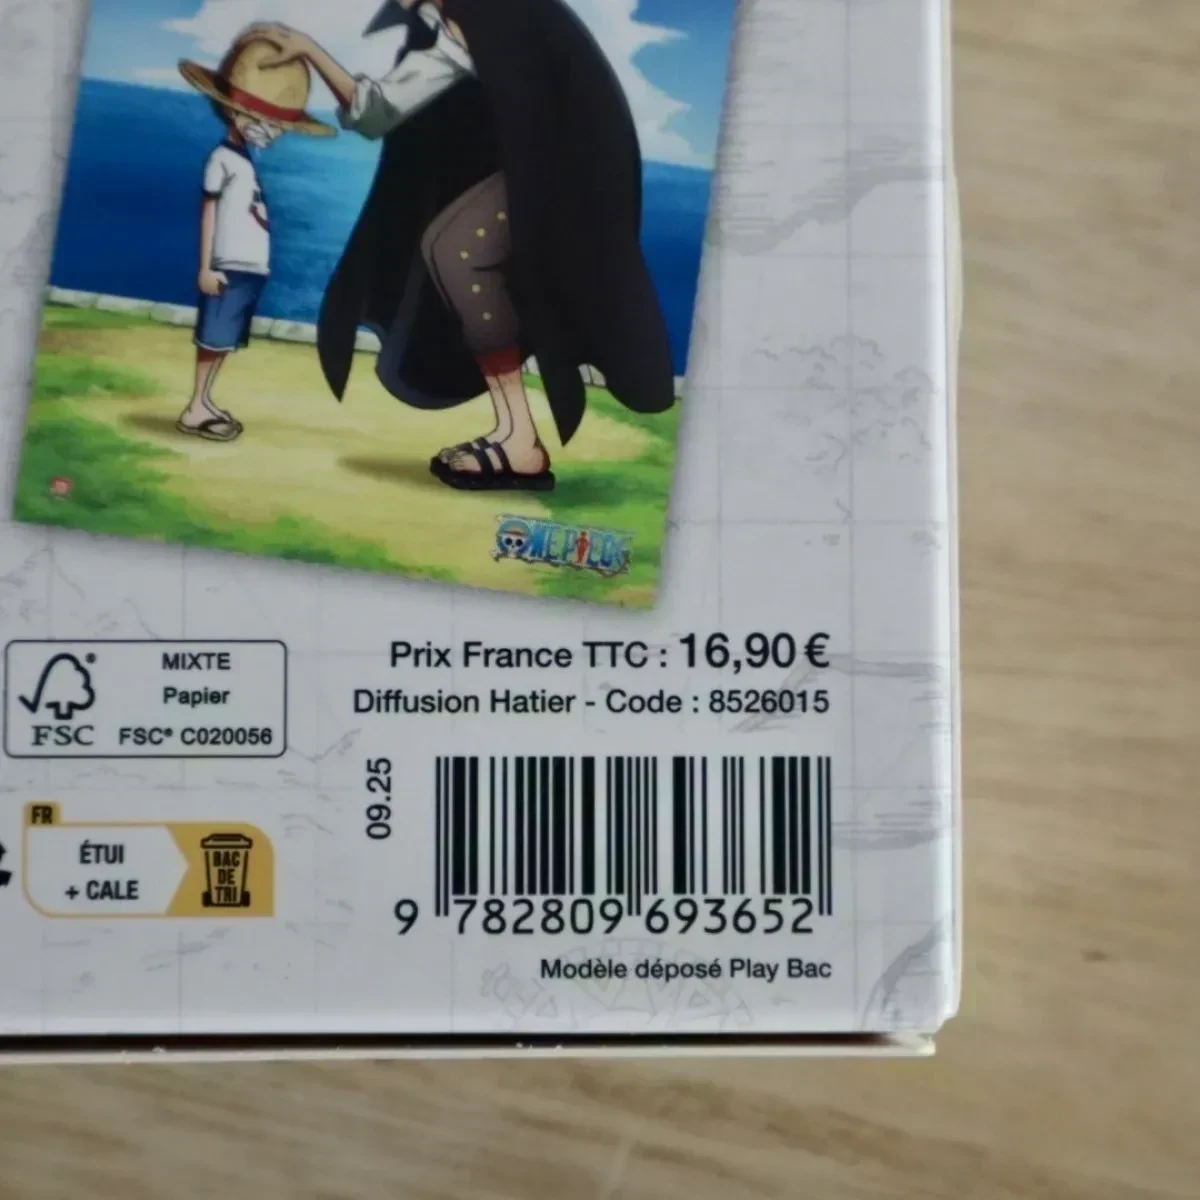 ONE PIECE
MIXTE
Papier
FSC® C020056
FSC
Prix France TTC : 16,90 €
Diffusion Hatier - Code : 8526015
09.25
FR
ÉTUI
+ CALE
BAC
DE
TRI
9 782809 693652
Modèle déposé Play Bac